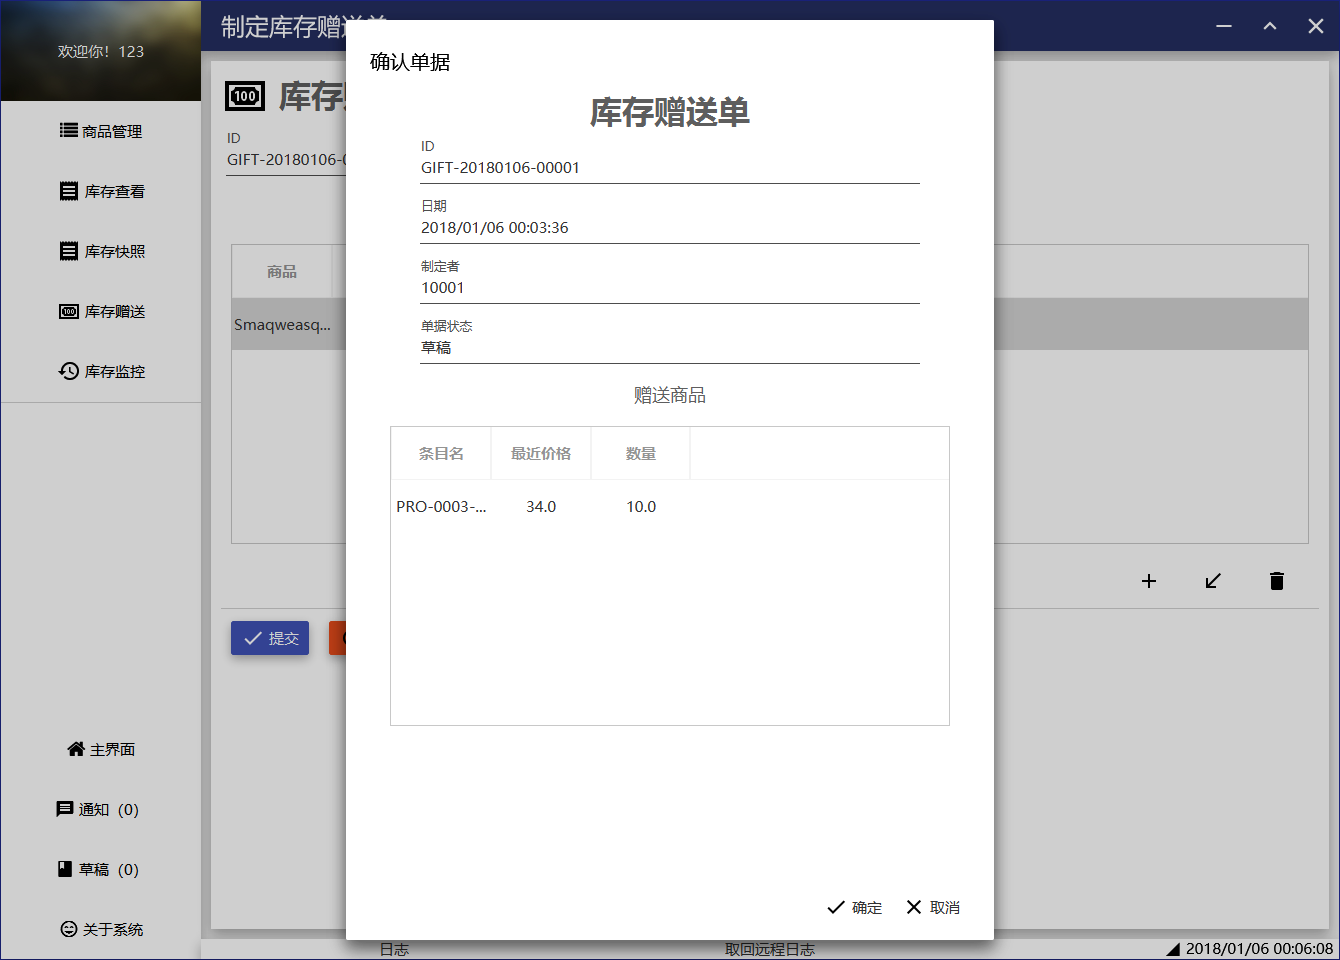 欢迎你！123
商品管理
库存查看
库存快照
库存赠送
库存监控
主界面
通知（0）
草稿（0）
关于系统
制定库存赠送单
库存
ID
GIFT-20180106-0
商品
Smaqweasq...
提交
确认单据
库存赠送单
ID
GIFT-20180106-00001
日期
2018/01/06 00:03:36
制定者
10001
单据状态
草稿
赠送商品
条目名 最近价格 数量
PRO-0003-... 34.0 10.0
确定 取消
日志 取回远程日志 2018/01/06 00:06:08